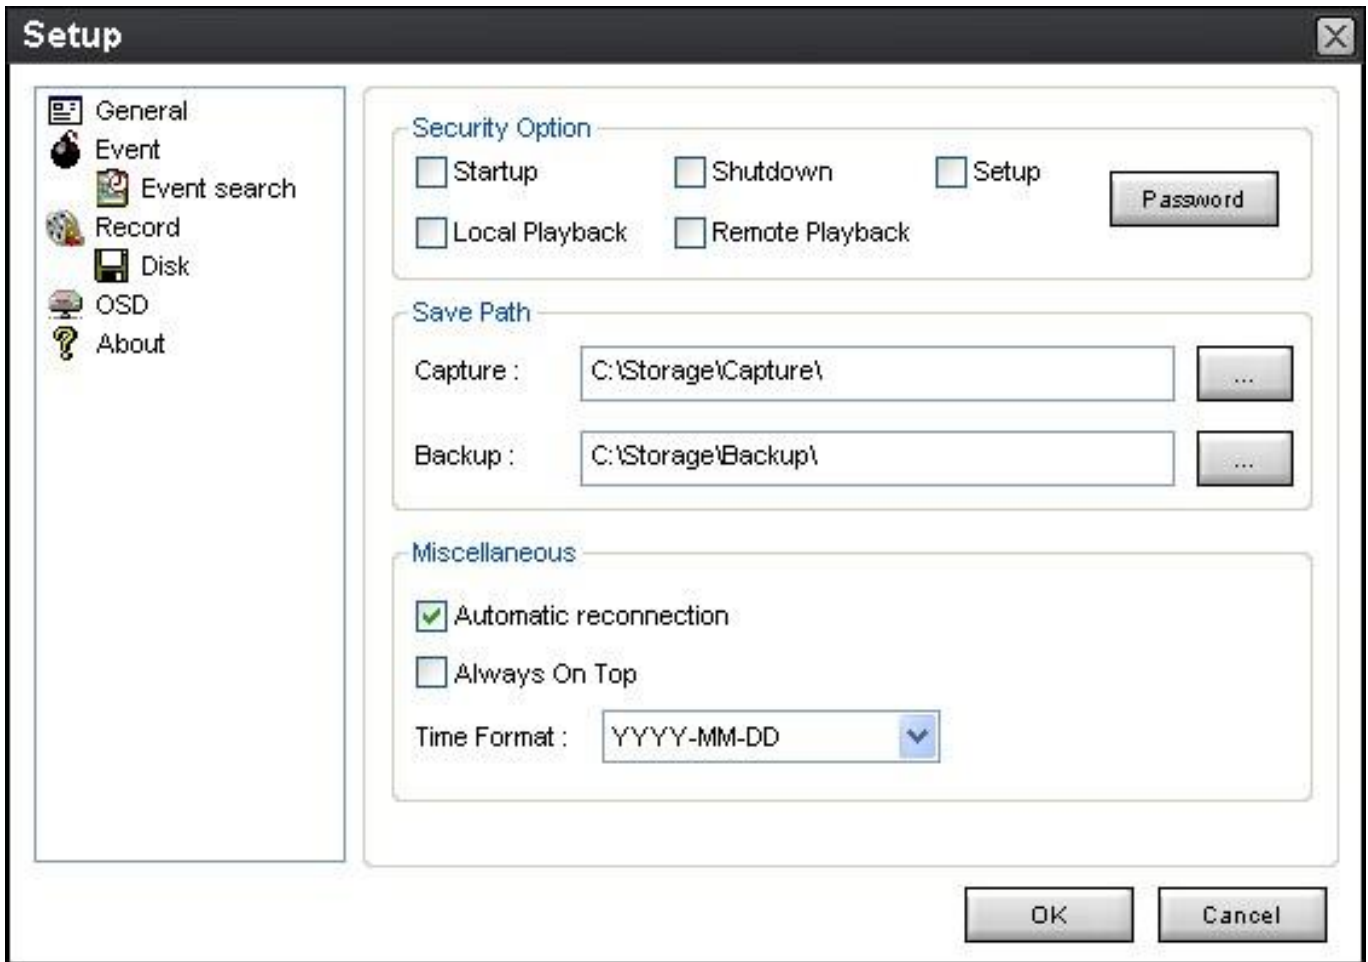 Setup
General
Event
Event search
Record
Disk
OSD
About
Security Option
Startup
Shutdown
Setup
Password
Local Playback
Remote Playback
Save Path
Capture :
C:\Storage\Capture\
...
Backup :
C:\Storage\Backup\
...
Miscellaneous
Automatic reconnection
Always On Top
Time Format :
YYYY-MM-DD
OK
Cancel